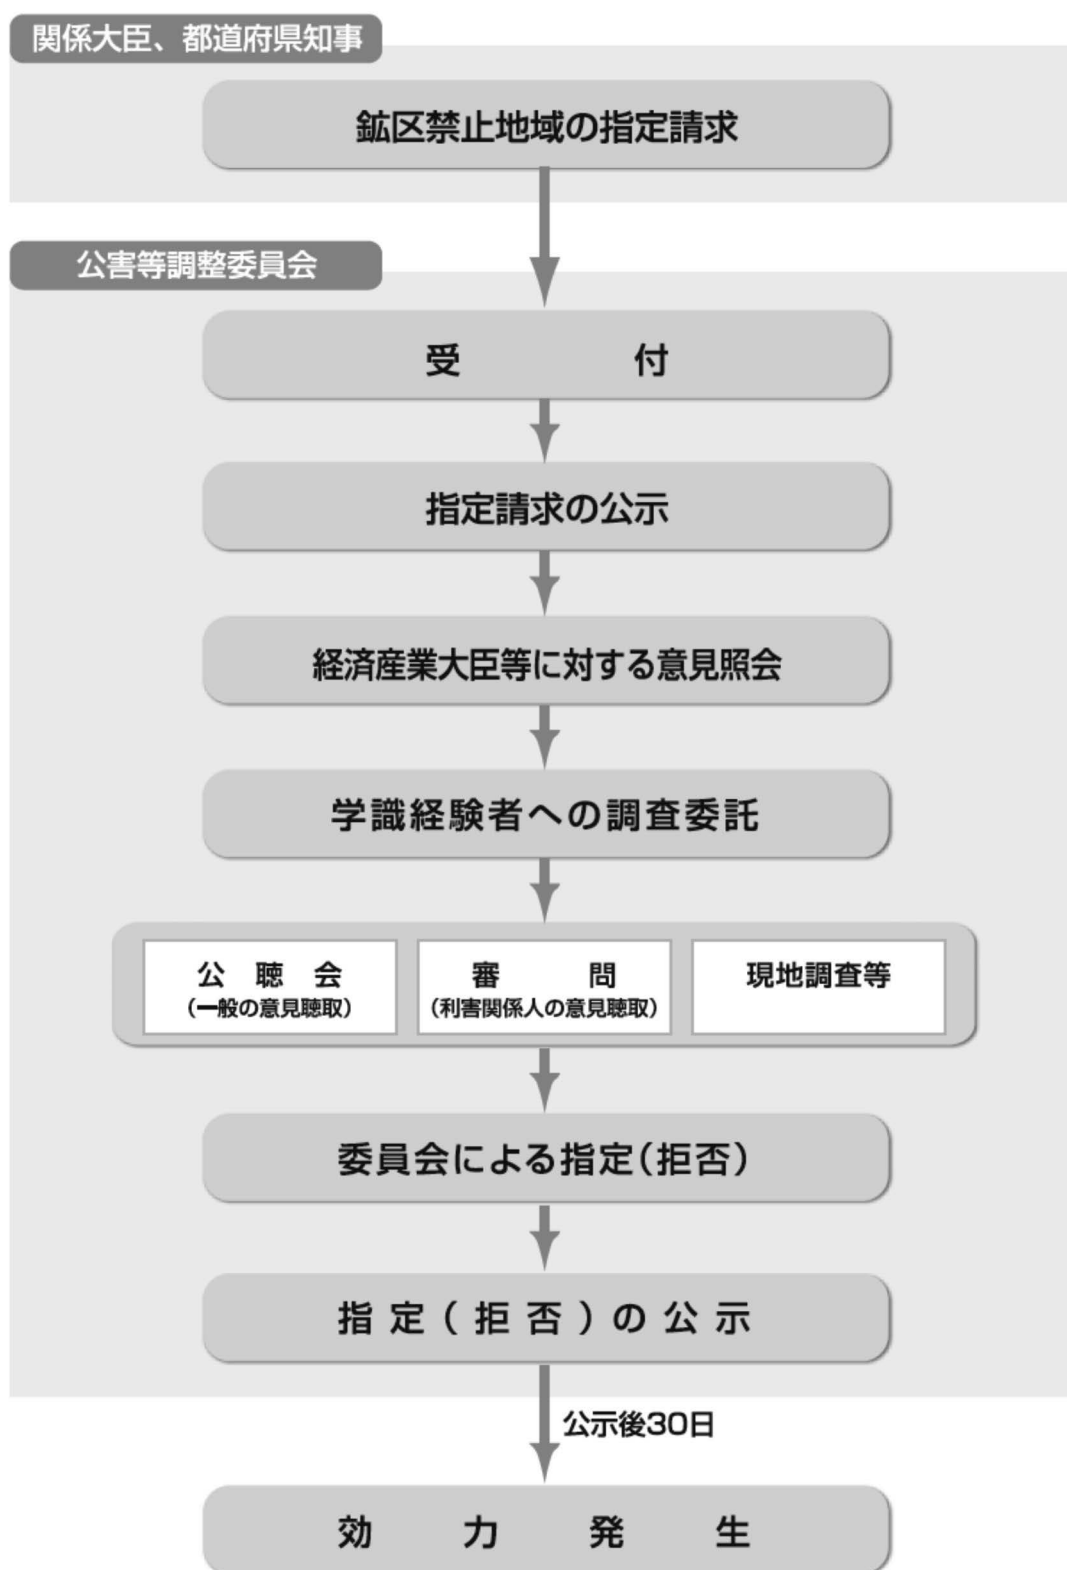 関係大臣、都道府県知事
鉱区禁止地域の指定請求
公害等調整委員会
受付
指定請求の公示
経済産業大臣等に対する意見照会
学識経験者への調査委託
公聴会
(一般の意見聴取)
審問
(利害関係人の意見聴取)
現地調査等
委員会による指定(拒否)
指定(拒否)の公示
公示後30日
効力発生